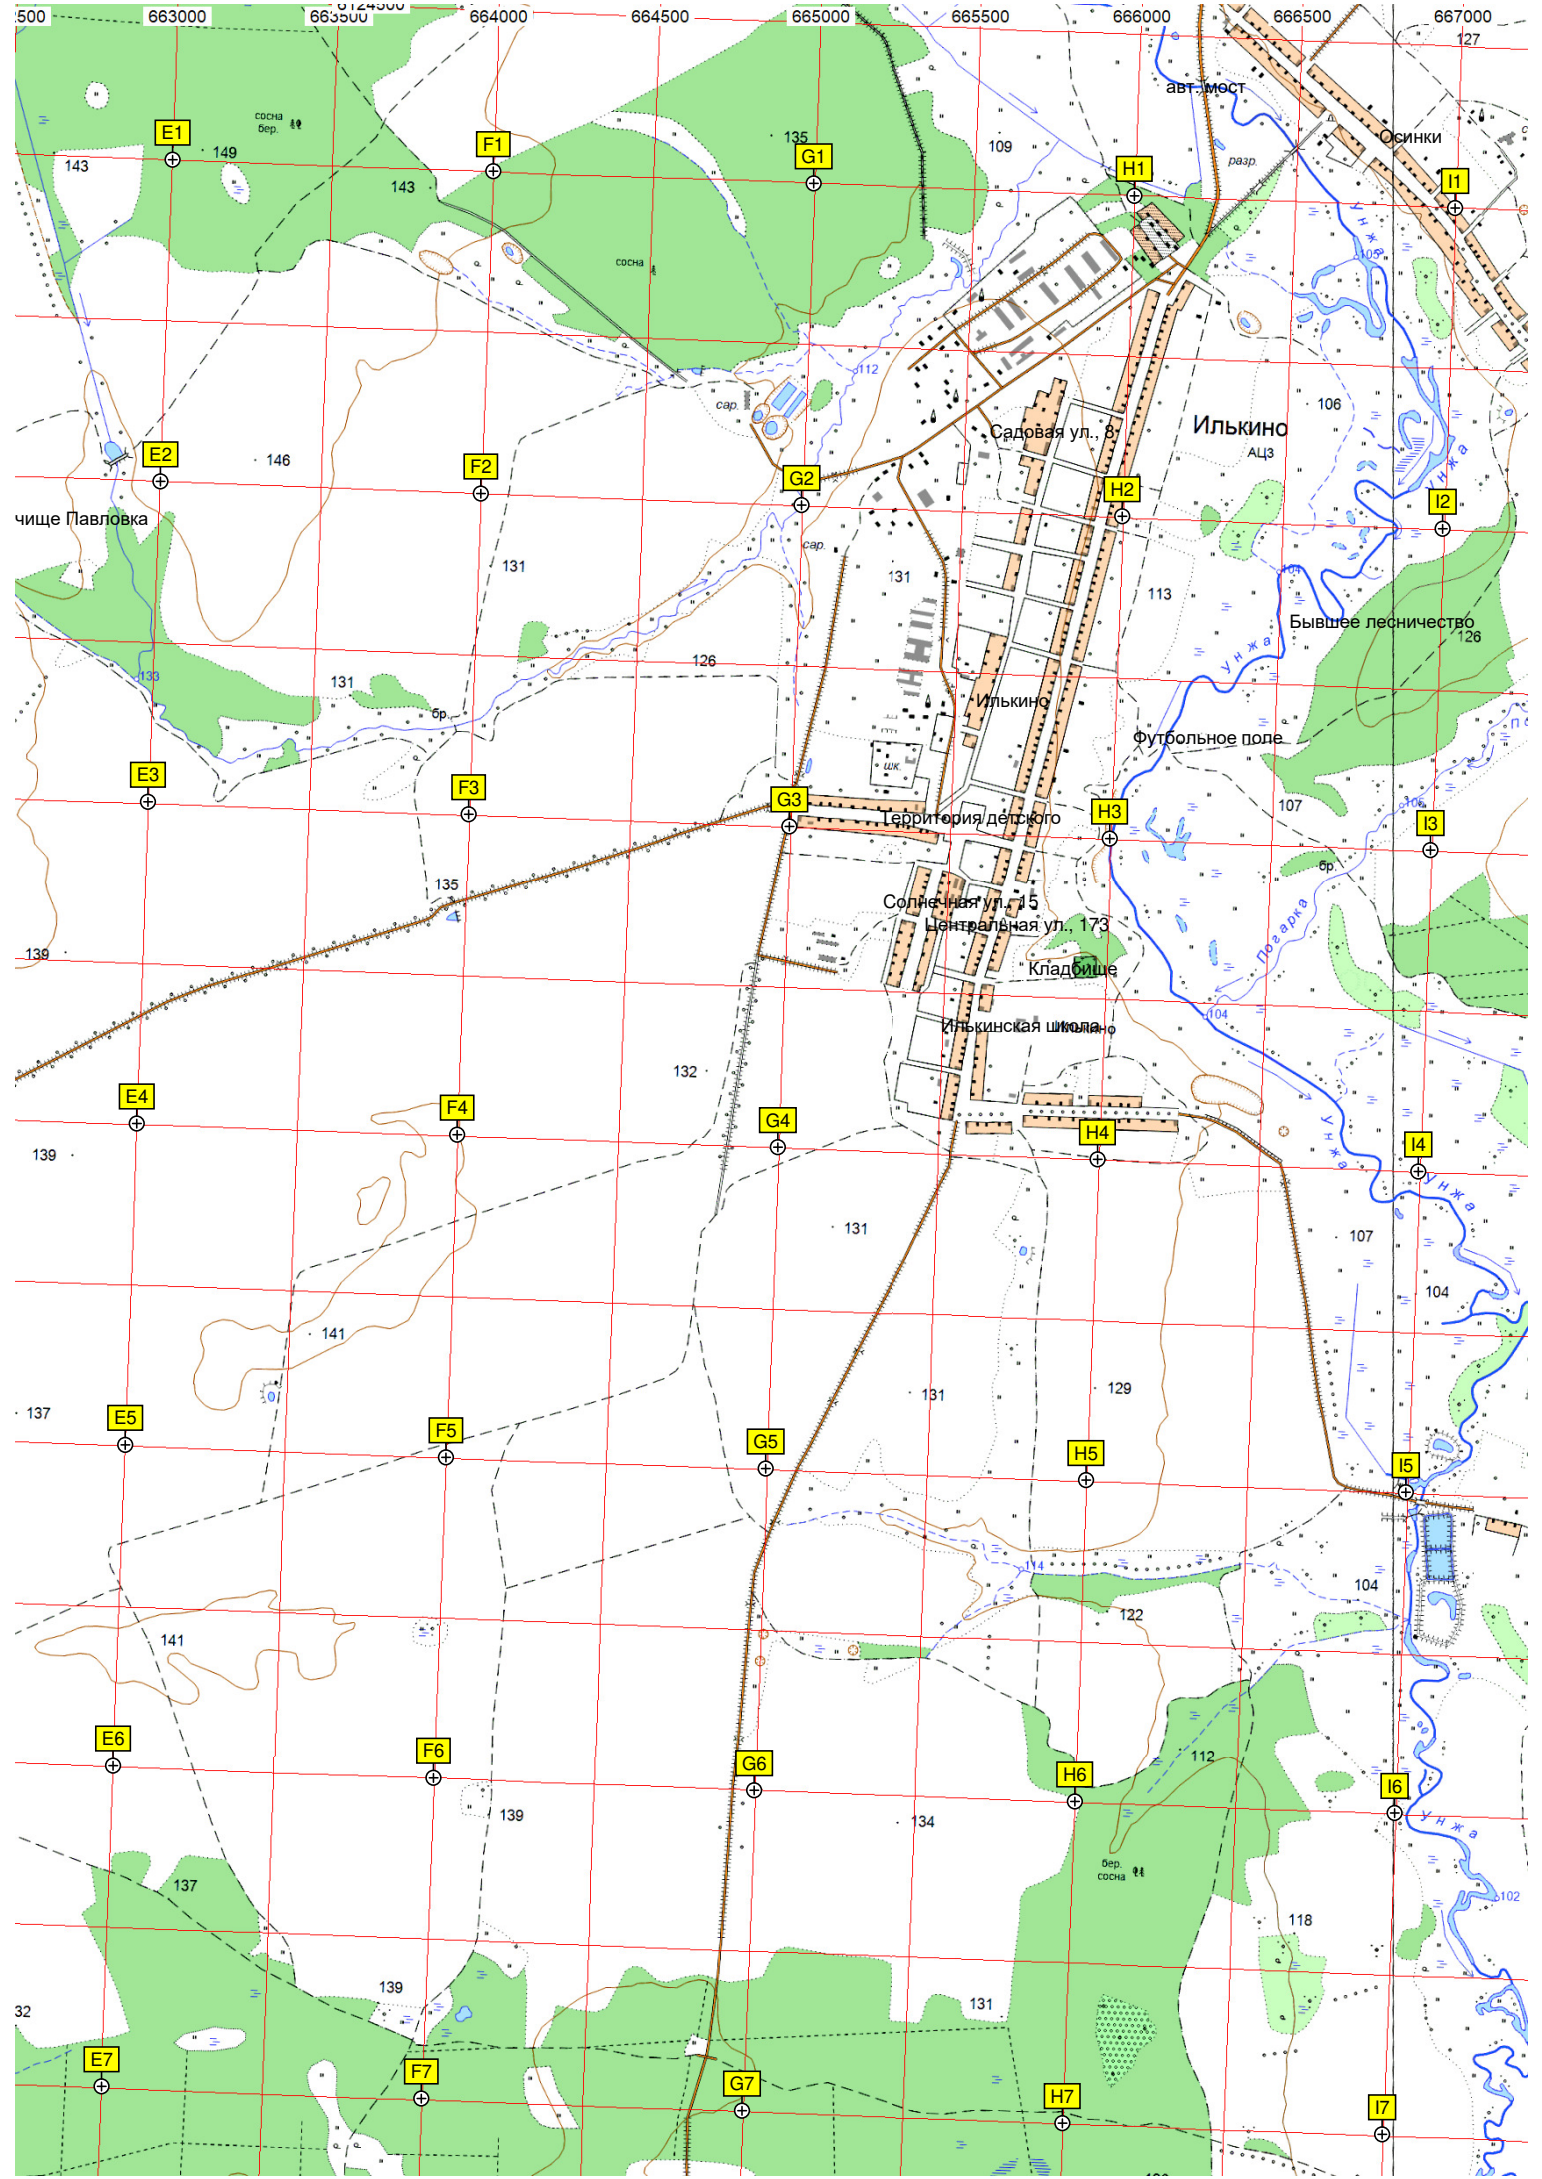 500 663000 663500 6124500 664000 664500 665000 665500 666000 666500 667000
127
авт. мост
сосна
бер.
E1
149
143
F1
143
135
G1
109
разр.
H1
Осинки
I1
Унжа
105
сосна
112
сар.
106
Садовая ул., 8
Илькино
АЦЗ
E2
146
F2
G2
H2
Унжа
I2
чище Павловка
сар.
131
131
104
113
Бывшее лесничество
126
Унжа
126
133
131
бр.
Илькино
Футбольное поле
шк.
E3
F3
G3
Территория детского
H3
107
I3
бр.
135
Солнечная ул., 15
Центральная ул., 173
Погарка
139
Кладбище
104
Илькинская школа
Илькино
132
E4
F4
G4
H4
Унжа
I4
139
Унжа
131
107
104
141
131
129
137
E5
F5
G5
H5
I5
114
104
122
141
E6
F6
G6
H6
112
I6
139
134
Унжа
бер.
сосна
137
102
118
139
131
32
E7
F7
G7
H7
I7